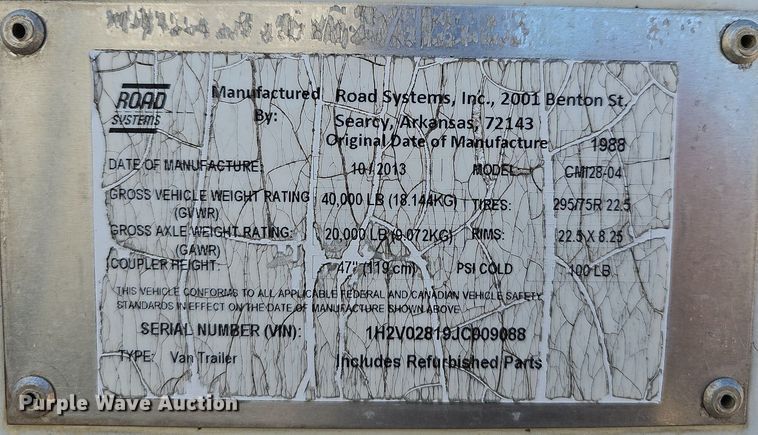 ROAD SYSTEMS
Manufactured By: Road Systems, Inc., 2001 Benton St.
Searcy, Arkansas, 72143
Original Date of Manufacture 1988
DATE OF MANUFACTURE: 10/2013 MODEL: CMI28-04
GROSS VEHICLE WEIGHT RATING (GVWR) 40,000 LB (18.144KG) TIRES: 295/75R 22.5
GROSS AXLE WEIGHT RATING: (GAWR) 20,000 LB (9.072KG) RIMS: 22.5 X 8.25
COUPLER HEIGHT: 47" (119 cm) PSI COLD 100 LB
THIS VEHICLE CONFORMS TO ALL APPLICABLE FEDERAL AND CANADIAN VEHICLE SAFETY
STANDARDS IN EFFECT ON THE DATE OF MANUFACTURE SHOWN ABOVE
SERIAL NUMBER (VIN): 1H2V02819JC009088
TYPE: Van Trailer Includes Refurbished Parts
Purple Wave Auction